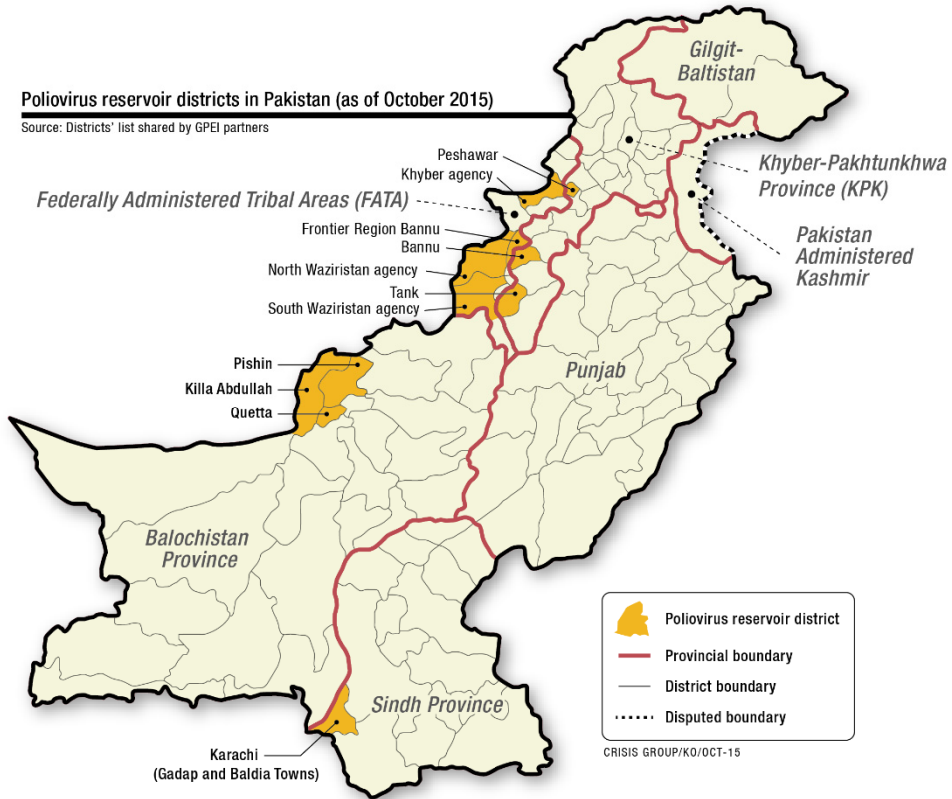 Gilgit-
Baltistan
Poliovirus reservoir districts in Pakistan (as of October 2015)
Source: Districts' list shared by GPEI partners
Peshawar
Khyber agency
Khyber-Pakhtunkhwa
Province (KPK)
Federally Administered Tribal Areas (FATA)
Frontier Region Bannu
Bannu
Pakistan
Administered
Kashmir
North Waziristan agency
Tank
South Waziristan agency
Pishin
Killa Abdullah
Quetta
Punjab
Balochistan
Province
Poliovirus reservoir district
Provincial boundary
District boundary
Disputed boundary
Sindh Province
Karachi
(Gadap and Baldia Towns)
CRISIS GROUP/KO/OCT-15